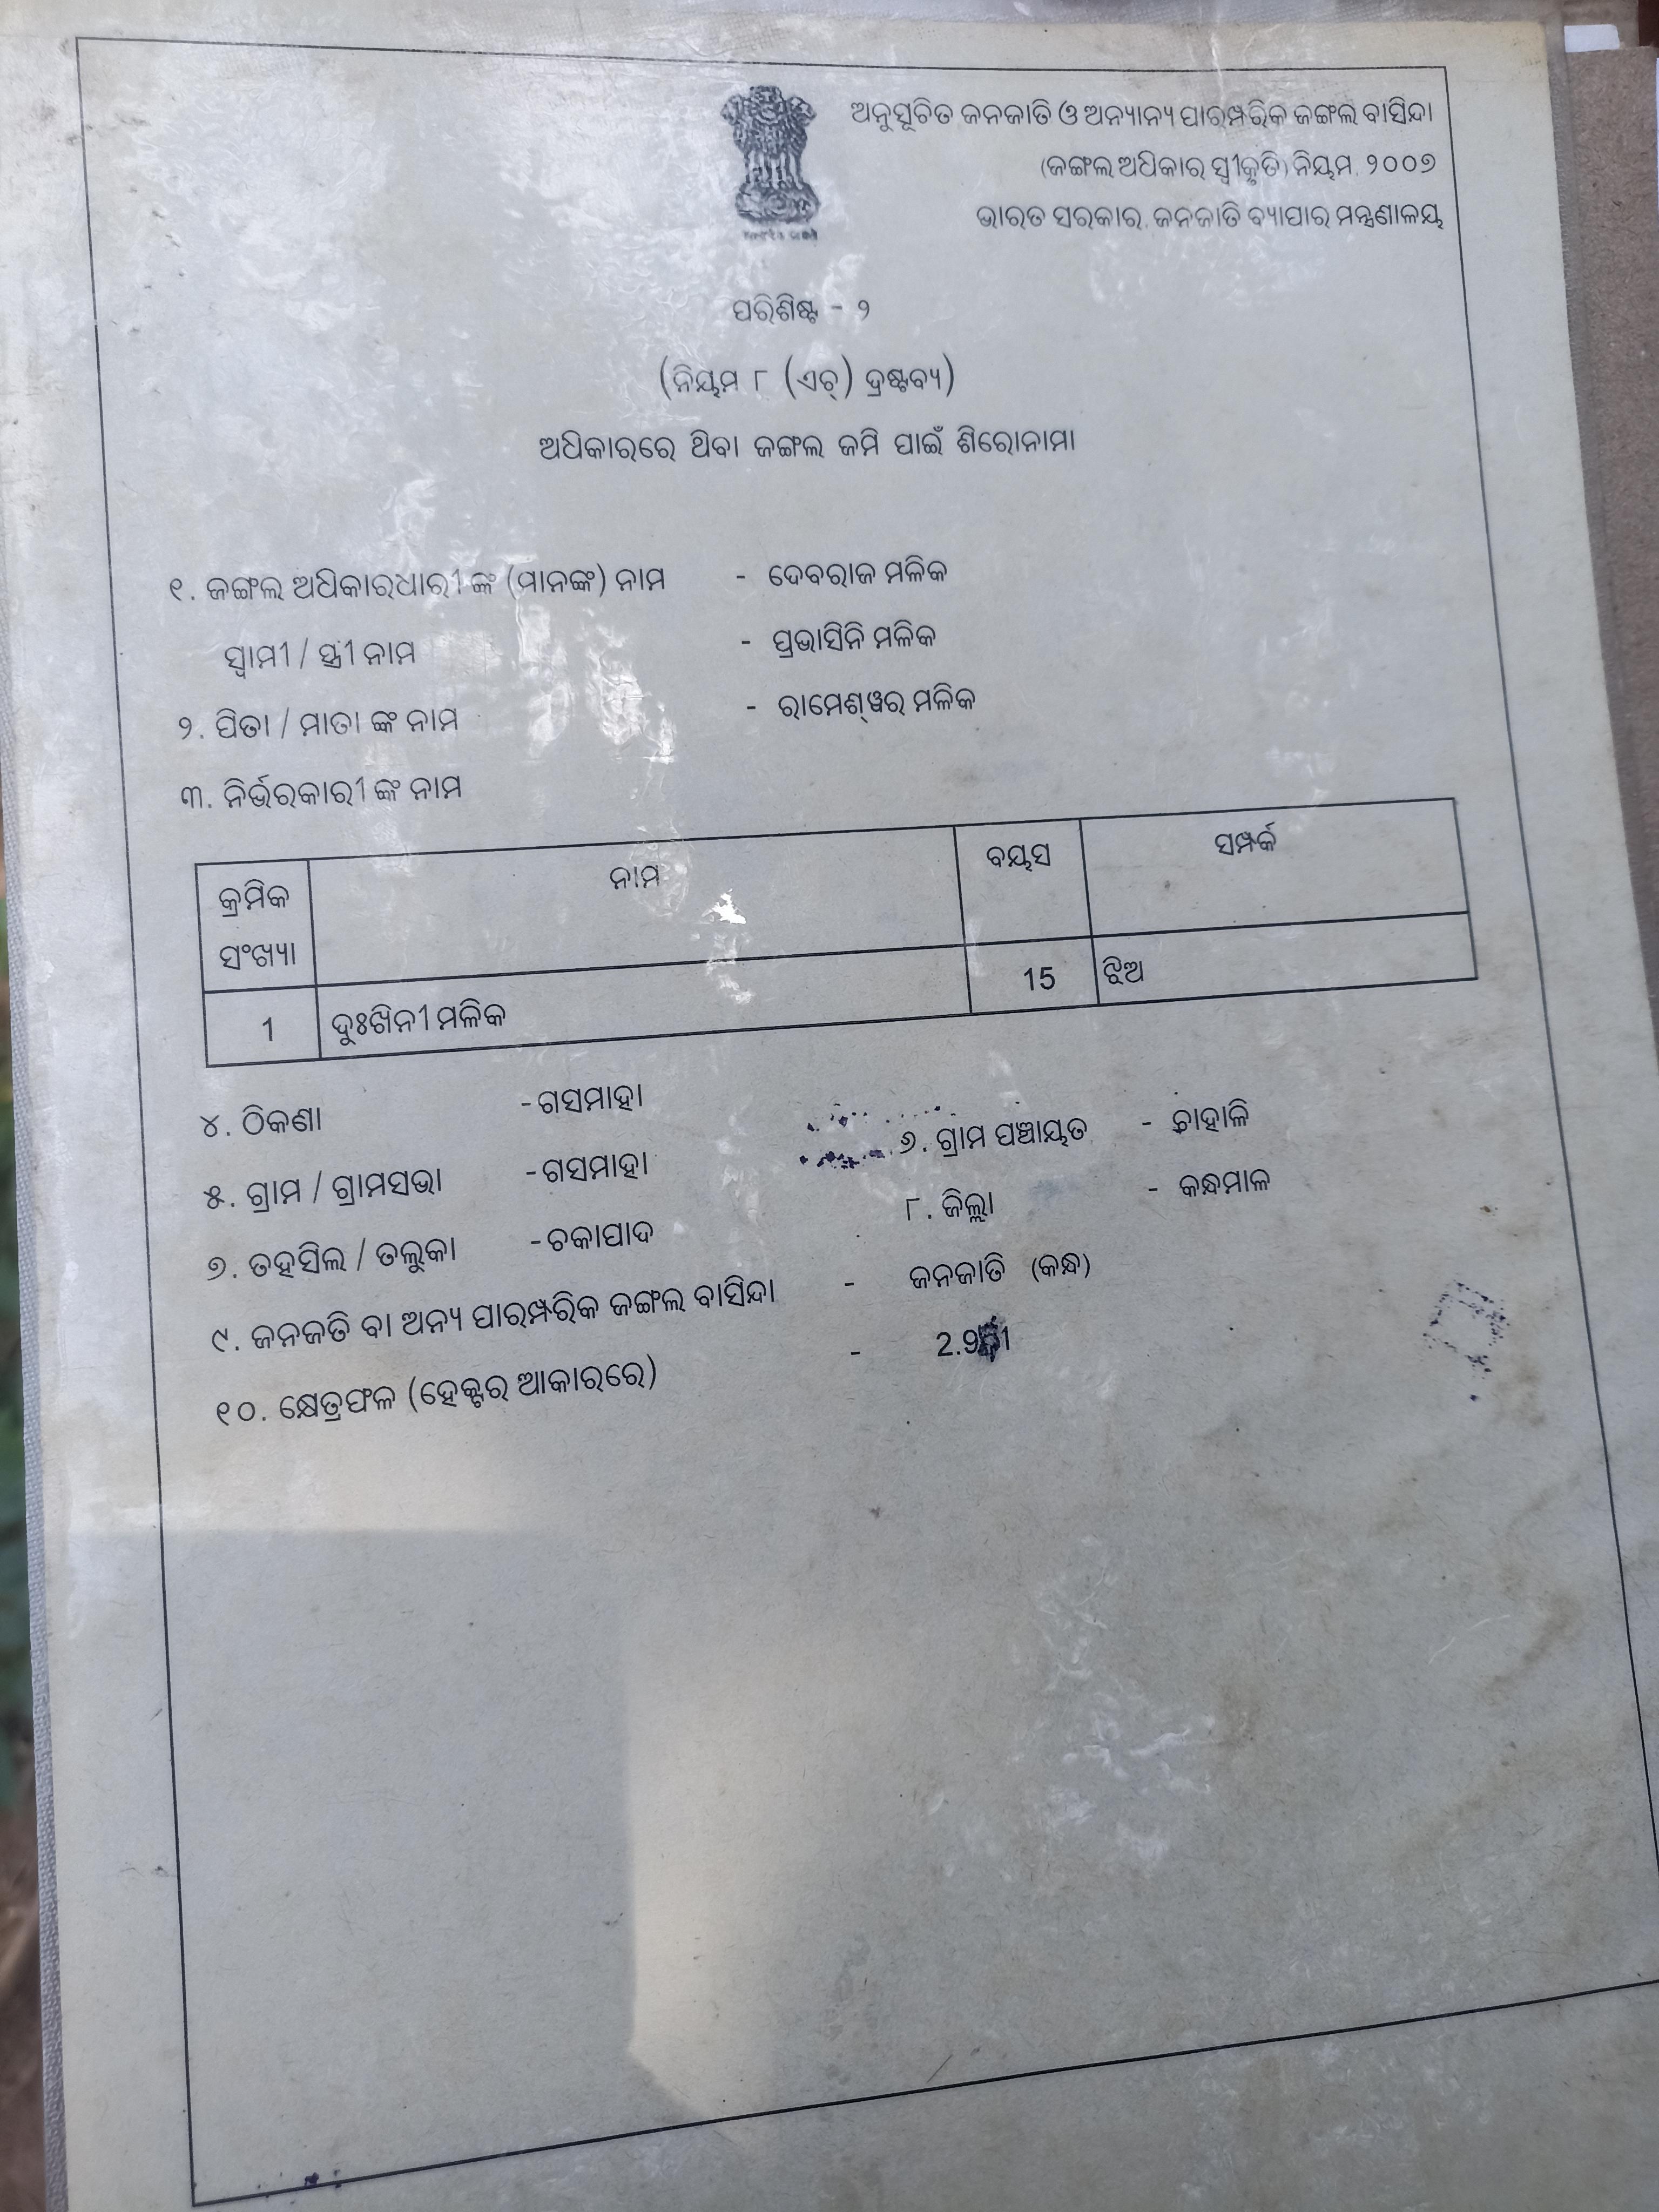 ଅନୁସୂଚିତ ଜନଜାତି ଓ ଅନ୍ୟାନ୍ୟ ପାରମ୍ପରିକ ଜଙ୍ଗଲ ବାସିନ୍ଦା
(ଜଙ୍ଗଲ ଅଧିକାର ସ୍ୱୀକୃତି) ନିୟମ, ୨୦୦୭
ଭାରତ ସରକାର, ଜନଜାତି ବ୍ୟାପାର ମନ୍ତ୍ରଣାଳୟ
ପରିଶିଷ୍ଟ - ୨
(ନିୟମ ୮ (ଏଚ୍) ଦ୍ରଷ୍ଟବ୍ୟ)
ଅଧିକାରରେ ଥିବା ଜଙ୍ଗଲ ଜମି ପାଇଁ ଶିରୋନାମା
୧. ଜଙ୍ଗଲ ଅଧିକାରଧାରୀ ଙ୍କ (ମାନଙ୍କ) ନାମ - ଦେବରାଜ ମଳିକ
ସ୍ୱାମୀ / ସ୍ତ୍ରୀ ନାମ - ପ୍ରଭାସିନି ମଳିକ
୨. ପିତା / ମାତା ଙ୍କ ନାମ - ରାମେଶ୍ୱର ମଳିକ
୩. ନିର୍ଭରକାରୀ ଙ୍କ ନାମ
କ୍ରମିକ ସଂଖ୍ୟା ନାମ ବୟସ ସମ୍ପର୍କ
1 ଦୁଃଖିନୀ ମଳିକ 15 ଝିଅ
୪. ଠିକଣା - ଗସମାହା
୫. ଗ୍ରାମ / ଗ୍ରାମସଭା - ଗସମାହା ୬. ଗ୍ରାମ ପଞ୍ଚାୟତ - ଚାହାଳି
୭. ତହସିଲ / ତଲୁକା - ଚକାପାଦ ୮. ଜିଲ୍ଲା - କନ୍ଧମାଳ
୯. ଜନଜତି ବା ଅନ୍ୟ ପାରମ୍ପରିକ ଜଙ୍ଗଲ ବାସିନ୍ଦା - ଜନଜାତି (କନ୍ଧ)
୧୦. କ୍ଷେତ୍ରଫଳ (ହେକ୍ଟର ଆକାରରେ) -